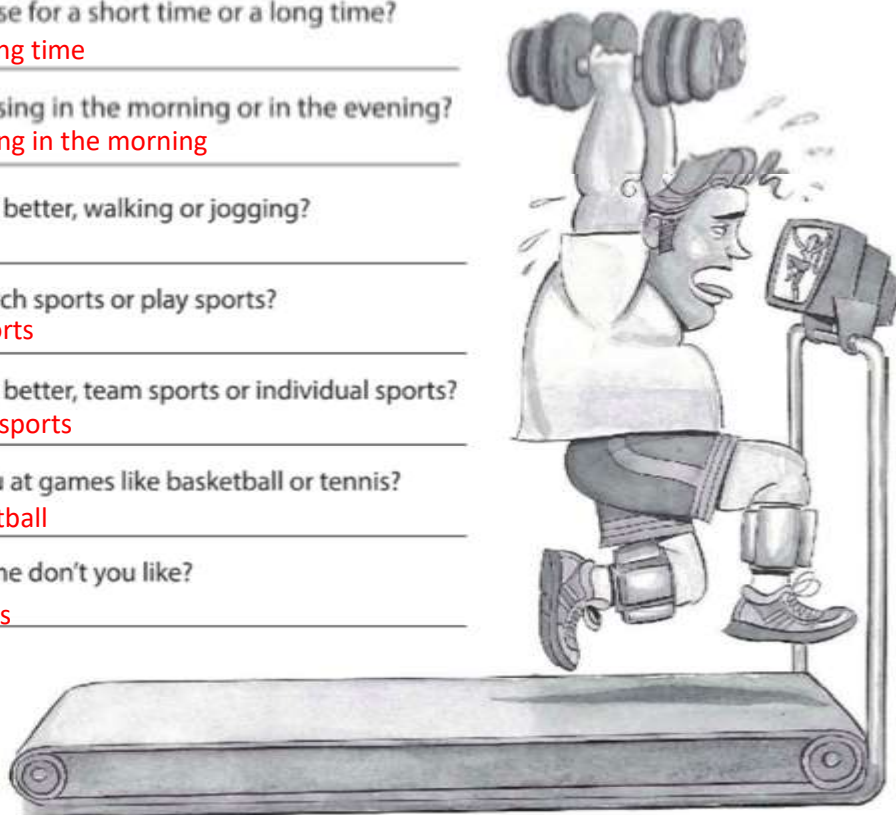 se for a short time or a long time?
ng time
sing in the morning or in the evening?
ng in the morning
better, walking or jogging?
ch sports or play sports?
orts
better, team sports or individual sports?
sports
u at games like basketball or tennis?
tball
ne don't you like?
s